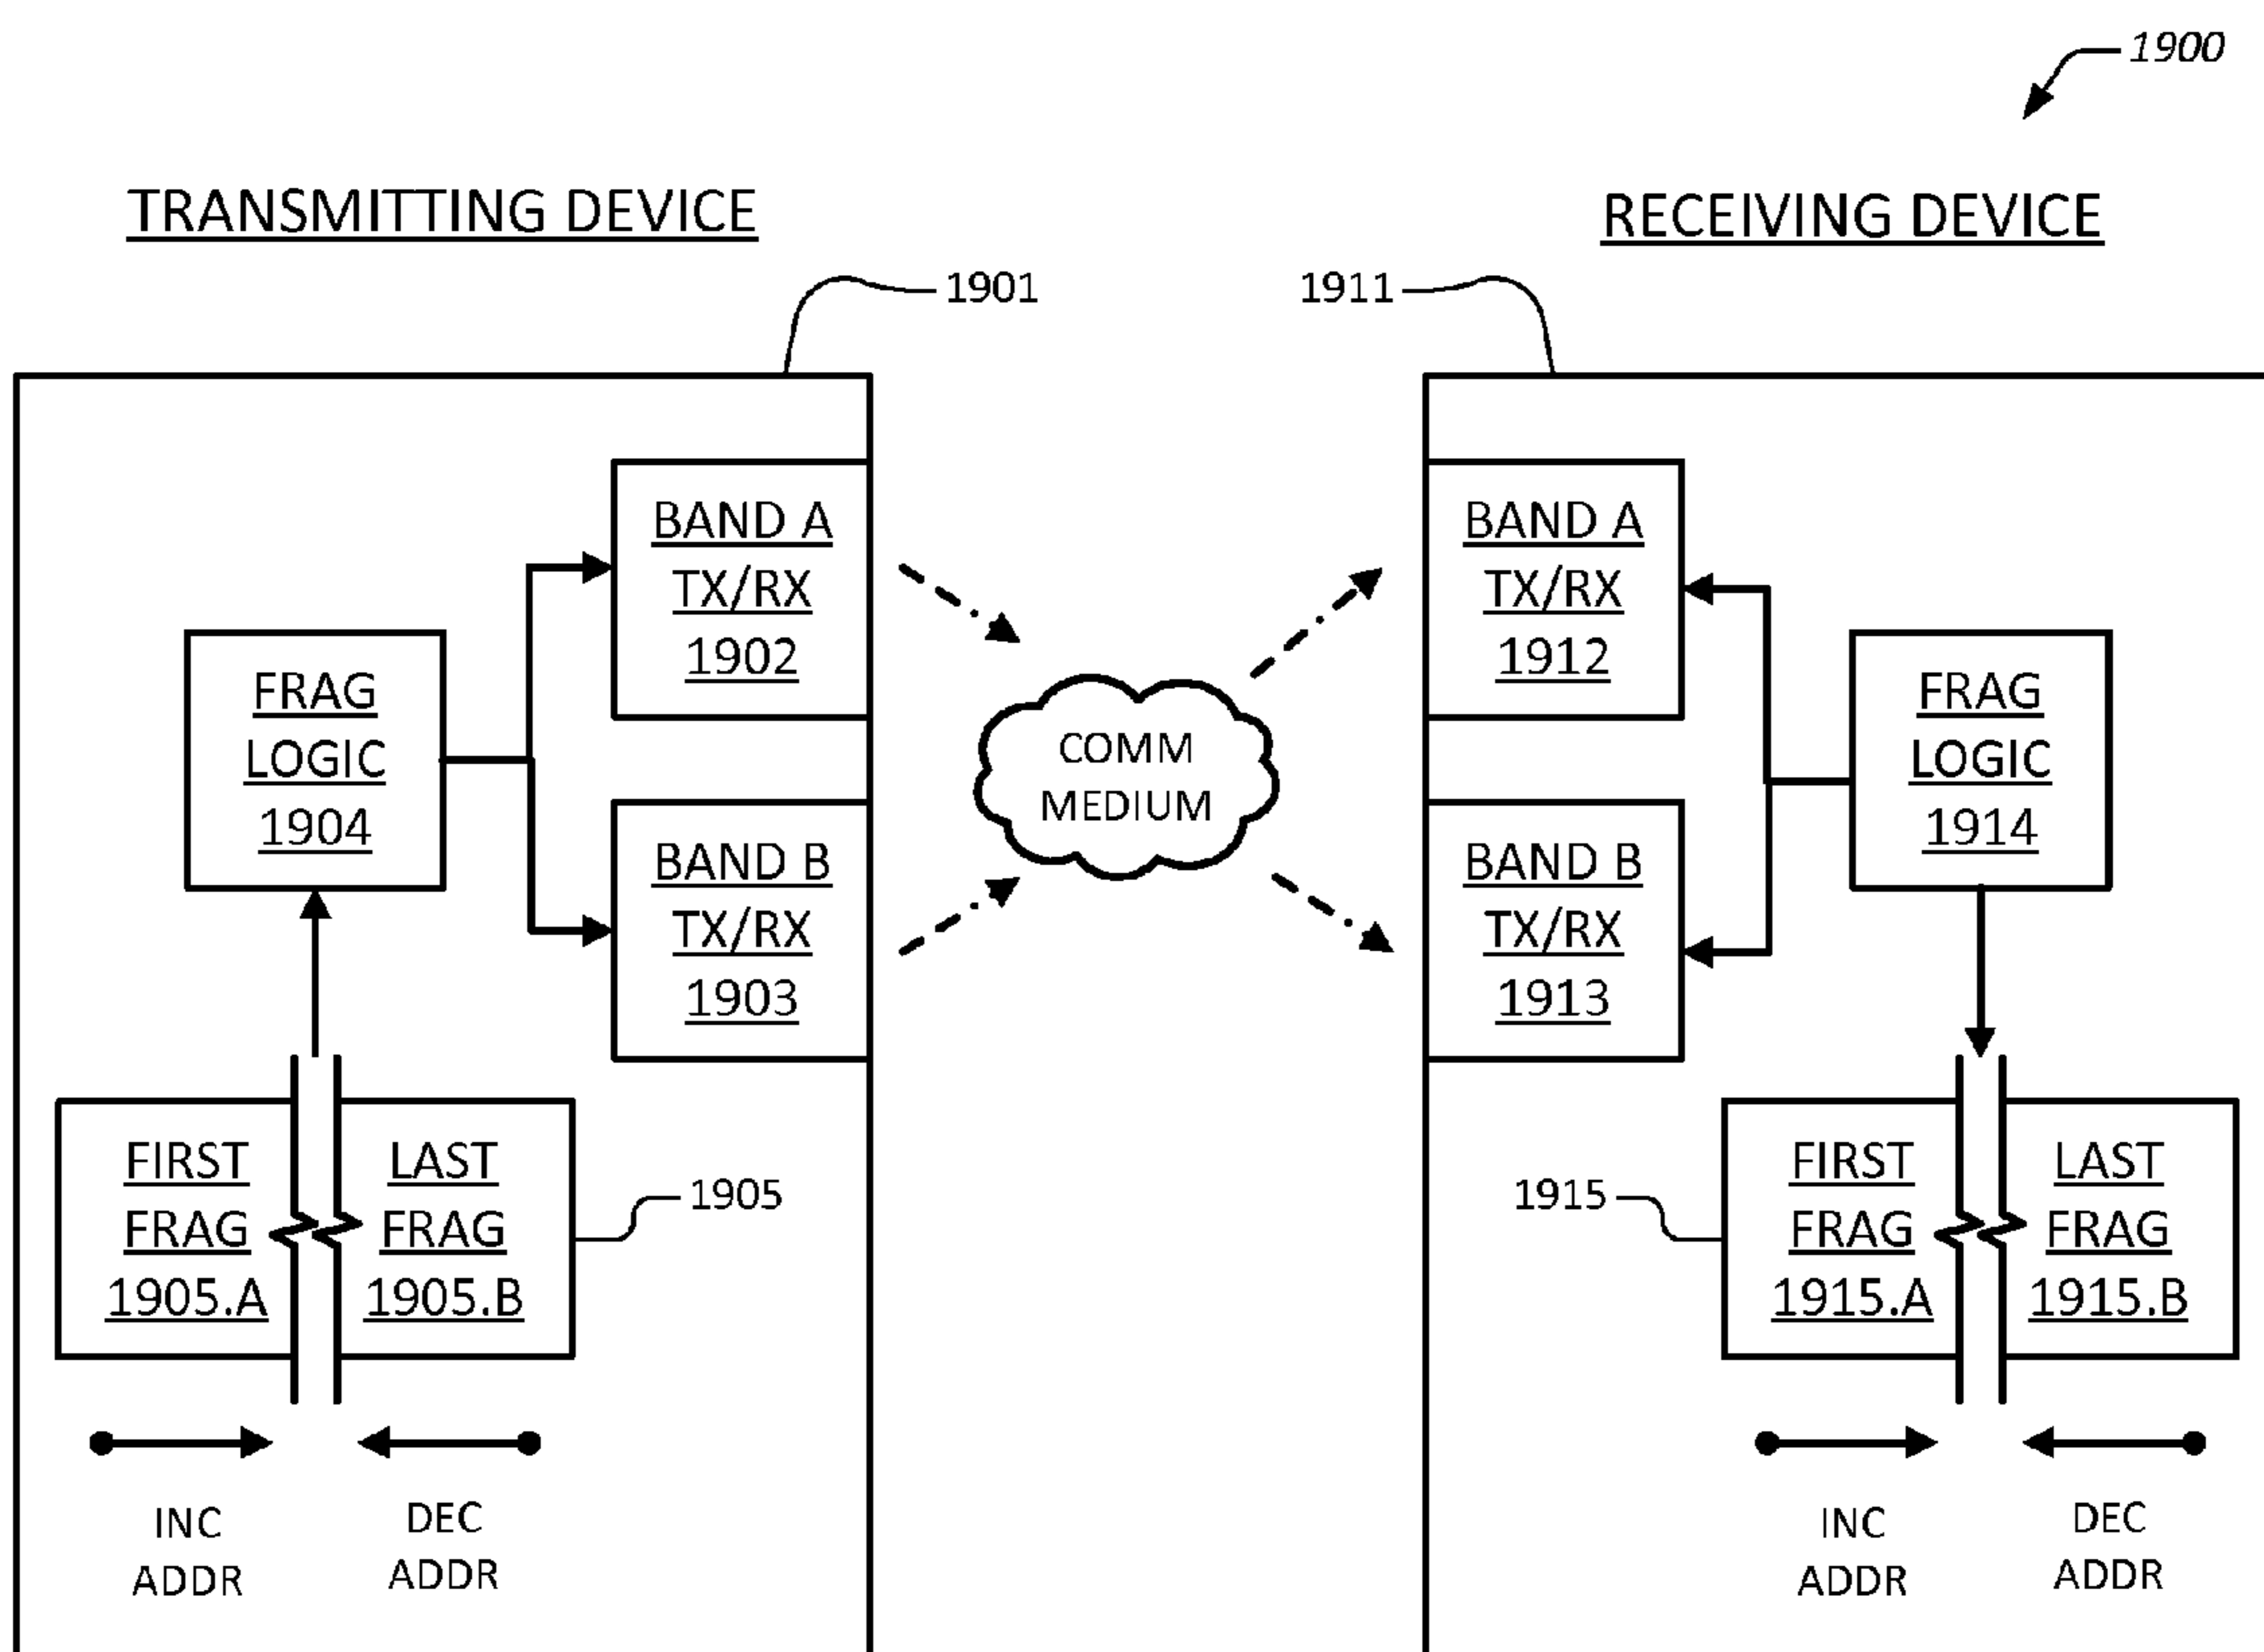 1900
TRANSMITTING DEVICE
RECEIVING DEVICE
1901
1911
BAND A
TX/RX
1902
BAND A
TX/RX
1912
FRAG
LOGIC
1904
COMM
MEDIUM
FRAG
LOGIC
1914
BAND B
TX/RX
1903
BAND B
TX/RX
1913
FIRST
FRAG
1905.A
LAST
FRAG
1905.B
1905
1915
FIRST
FRAG
1915.A
LAST
FRAG
1915.B
INC
ADDR
DEC
ADDR
INC
ADDR
DEC
ADDR